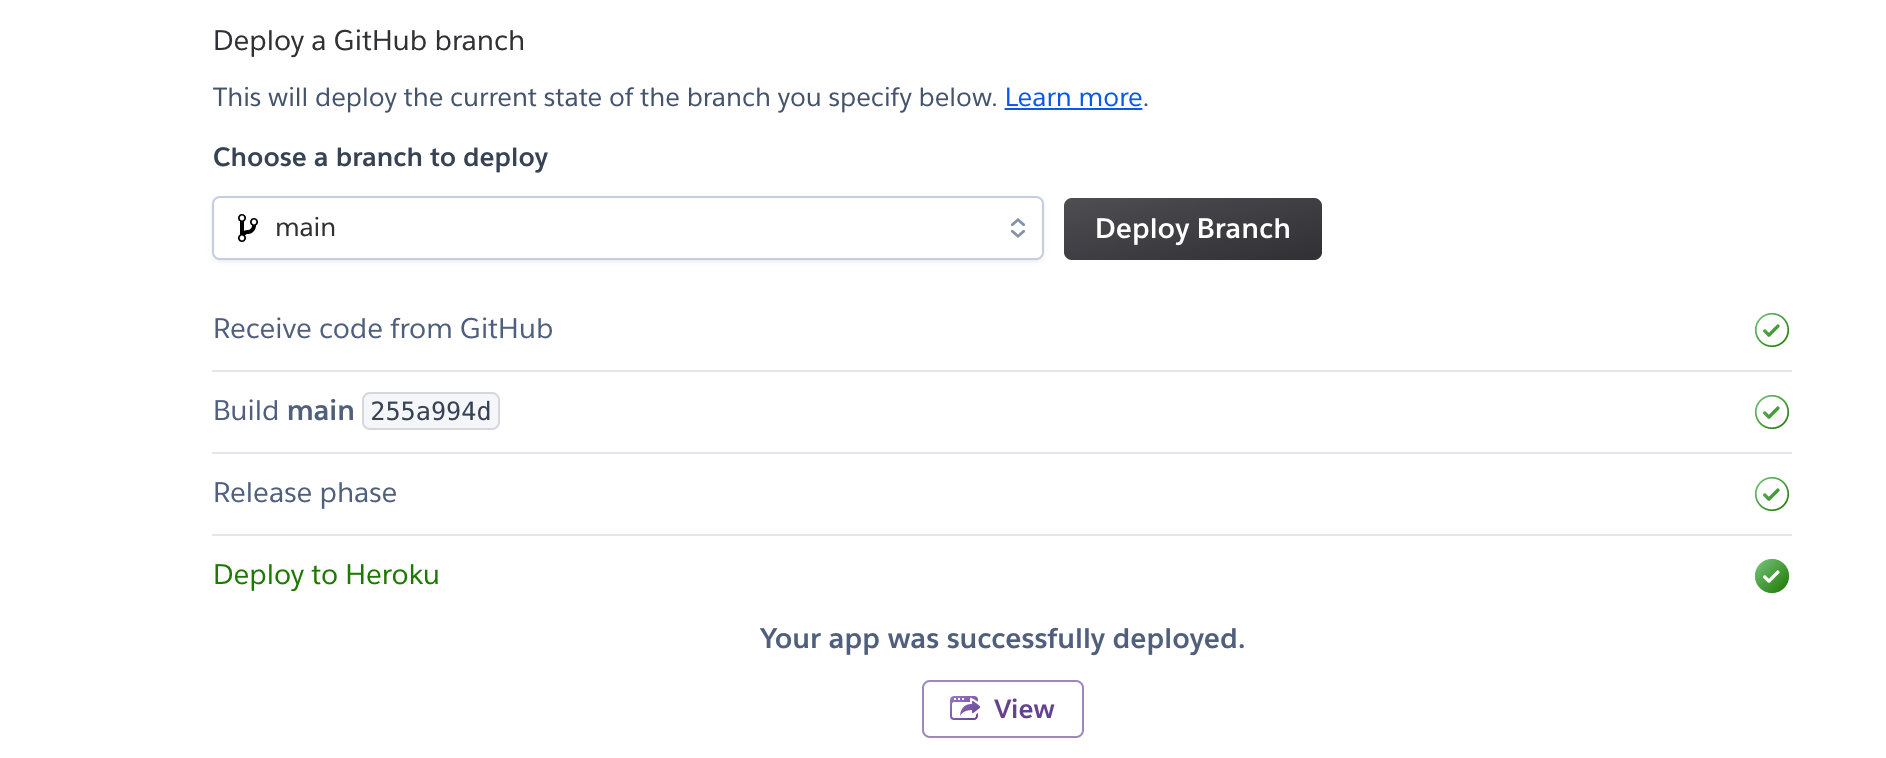 Deploy a GitHub branch
This will deploy the current state of the branch you specify below. Learn more.
Choose a branch to deploy
main
Deploy Branch
Receive code from GitHub
Build main 255a994d
Release phase
Deploy to Heroku
Your app was successfully deployed.
View